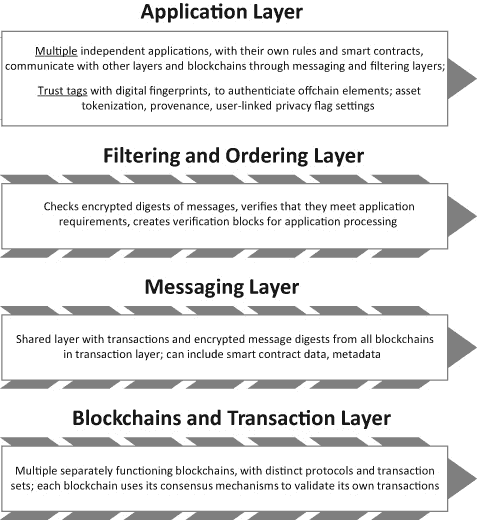 Application Layer
Multiple independent applications, with their own rules and smart contracts,
communicate with other layers and blockchains through messaging and filtering layers;
Trust tags with digital fingerprints, to authenticate offchain elements; asset
tokenization, provenance, user-linked privacy flag settings
Filtering and Ordering Layer
Checks encrypted digests of messages, verifies that they meet application
requirements, creates verification blocks for application processing
Messaging Layer
Shared layer with transactions and encrypted message digests from all blockchains
in transaction layer; can include smart contract data, metadata
Blockchains and Transaction Layer
Multiple separately functioning blockchains, with distinct protocols and transaction
sets; each blockchain uses its consensus mechanisms to validate its own transactions